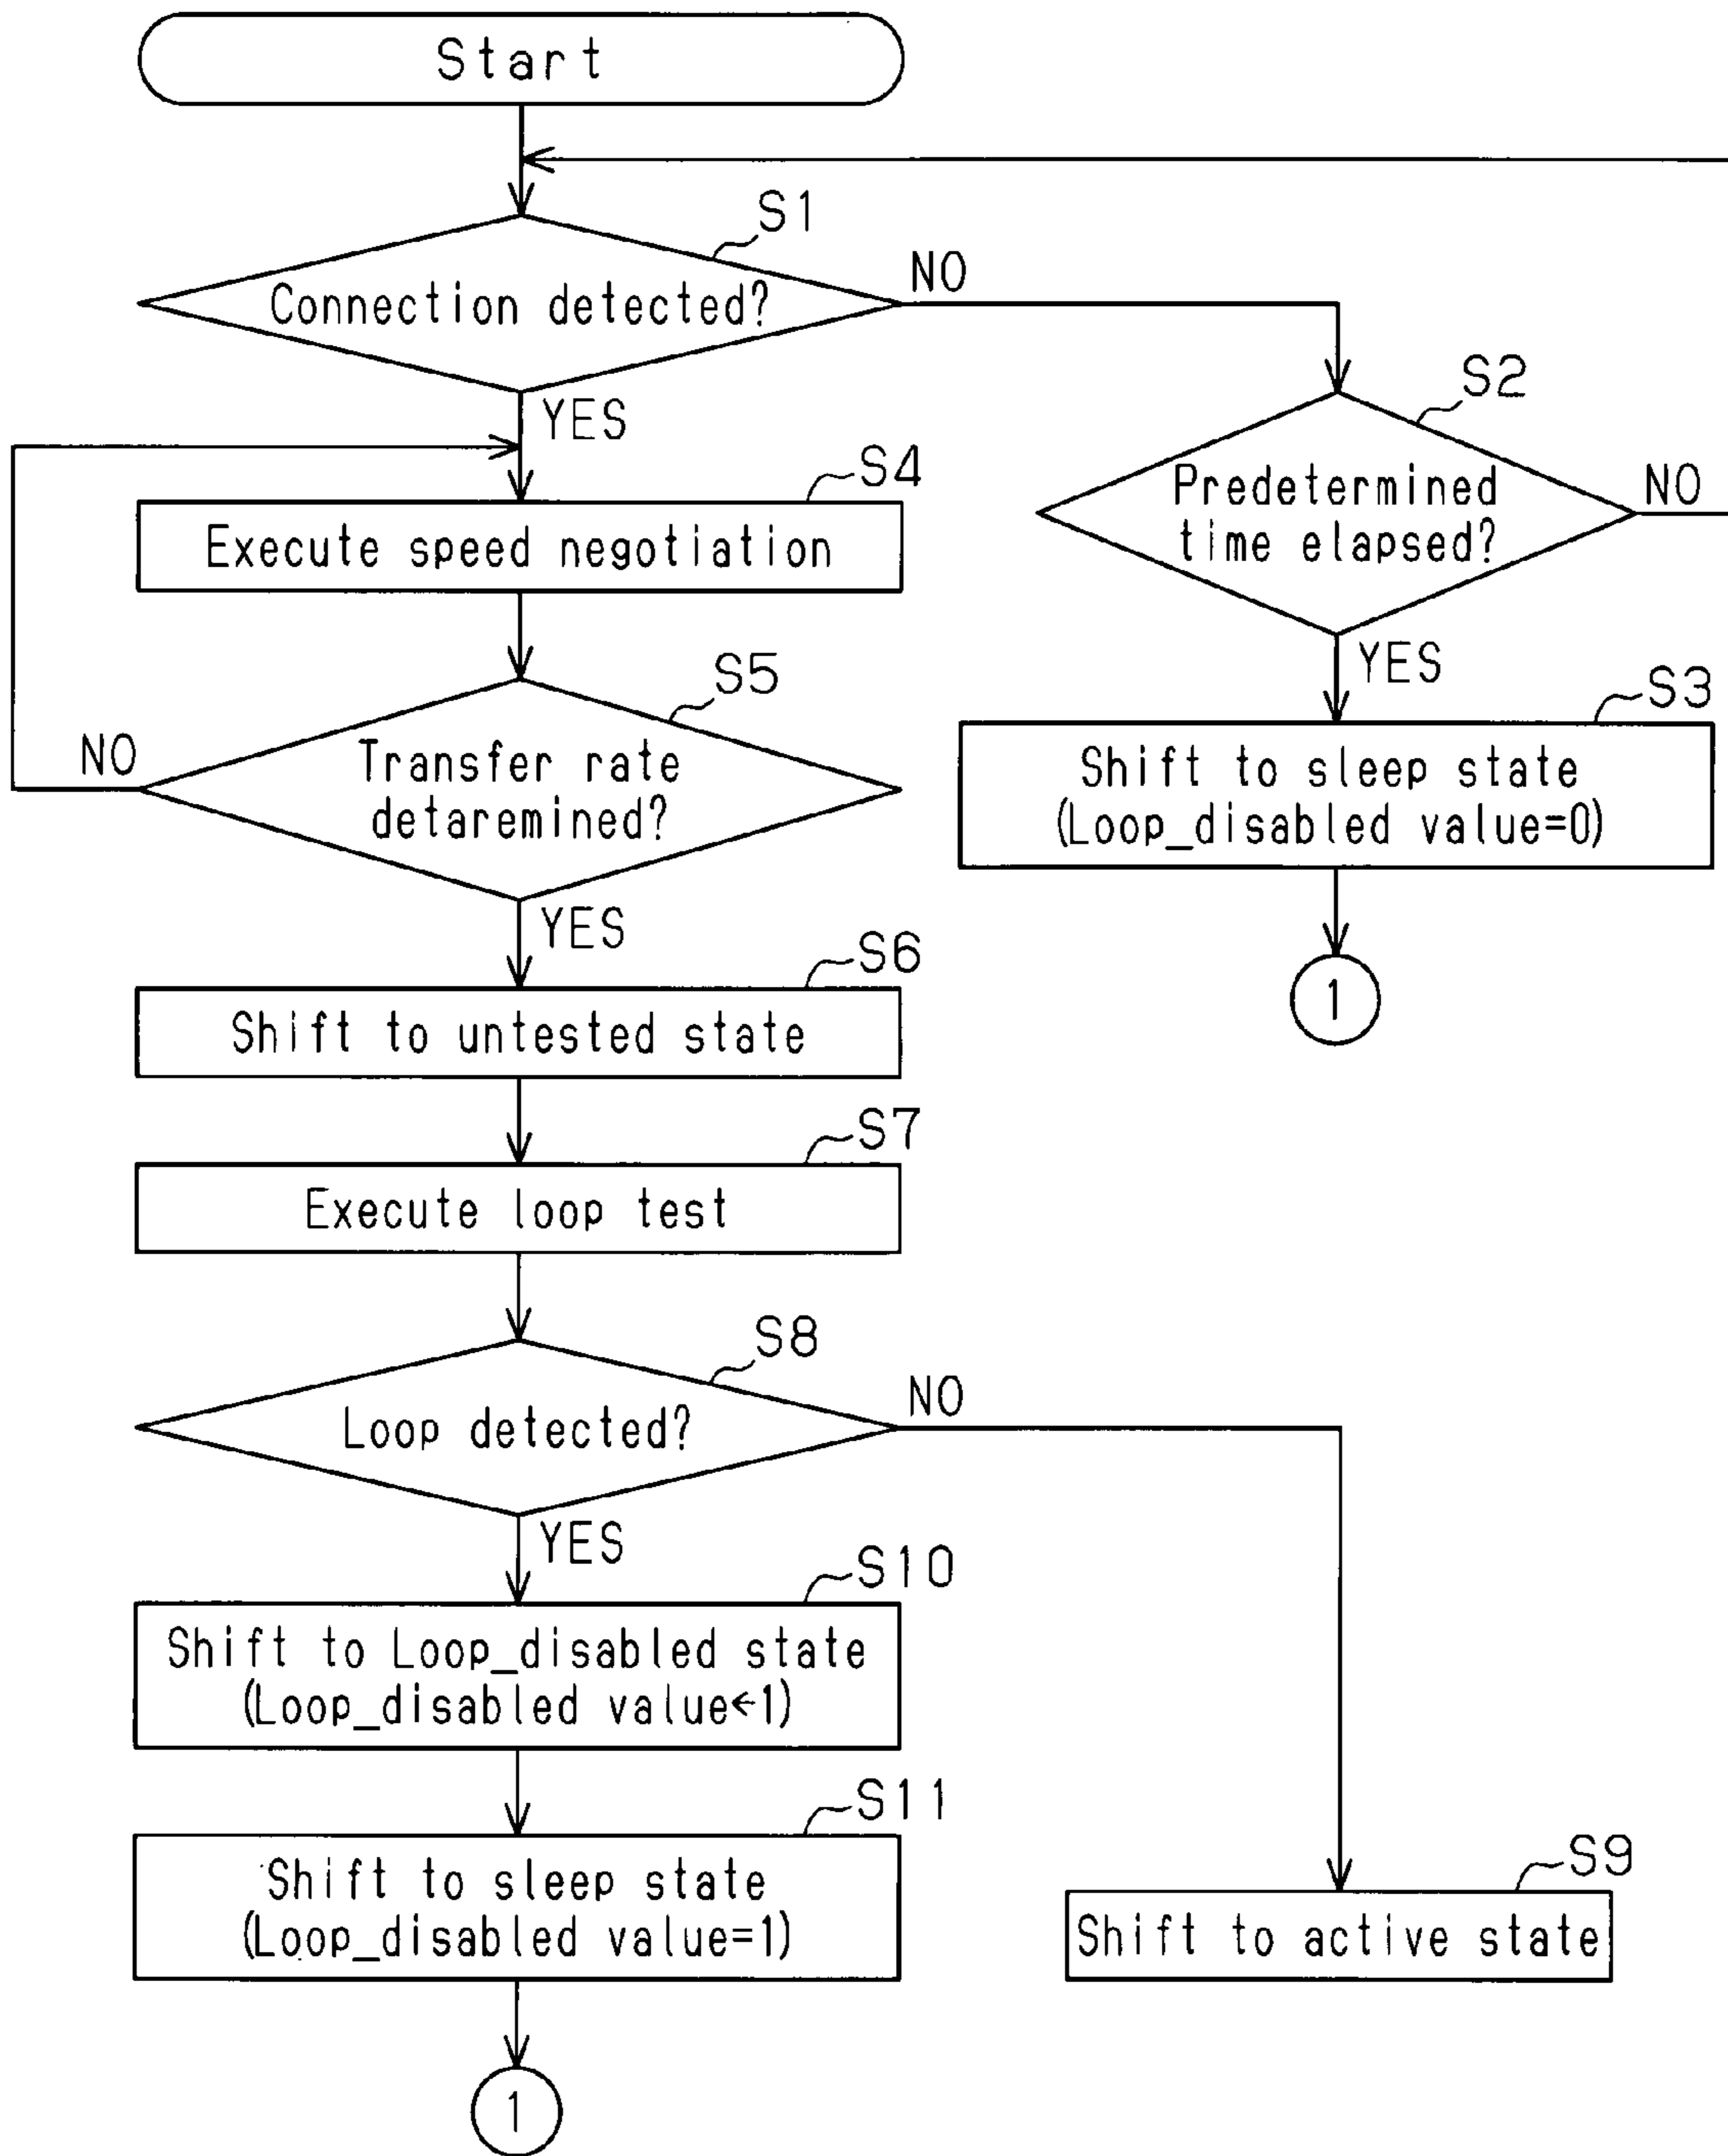 Start
S1
Connection detected?
NO
YES
S2
Predetermined
time elapsed?
NO
YES
S3
Shift to sleep state
(Loop_disabled value=0)
1
S4
Execute speed negotiation
S5
Transfer rate
detaremined?
NO
YES
S6
Shift to untested state
S7
Execute loop test
S8
Loop detected?
NO
YES
S10
Shift to Loop_disabled state
(Loop_disabled value←1)
S11
Shift to sleep state
(Loop_disabled value=1)
1
S9
Shift to active state